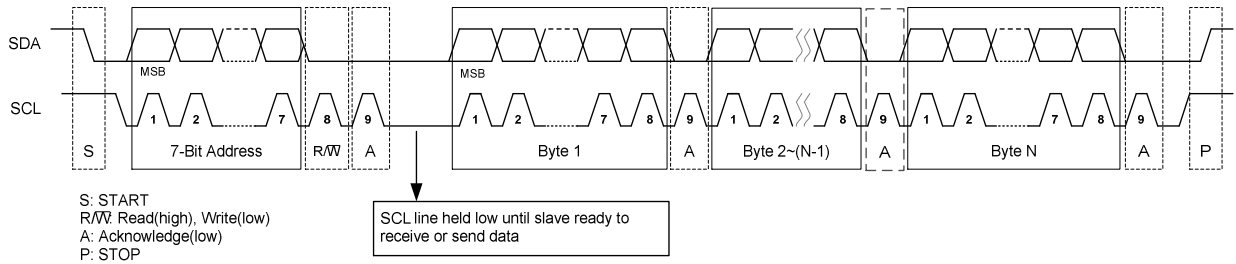 SDA
MSB
MSB
SCL
1 2 7 8 9 1 2 7 8 9 1 2 8 9 1 2 7 8 9
S 7-Bit Address R/W A Byte 1 A Byte 2~(N-1) A Byte N A P
S: START
R/W: Read(high), Write(low)
A: Acknowledge(low)
P: STOP
SCL line held low until slave ready to
receive or send data